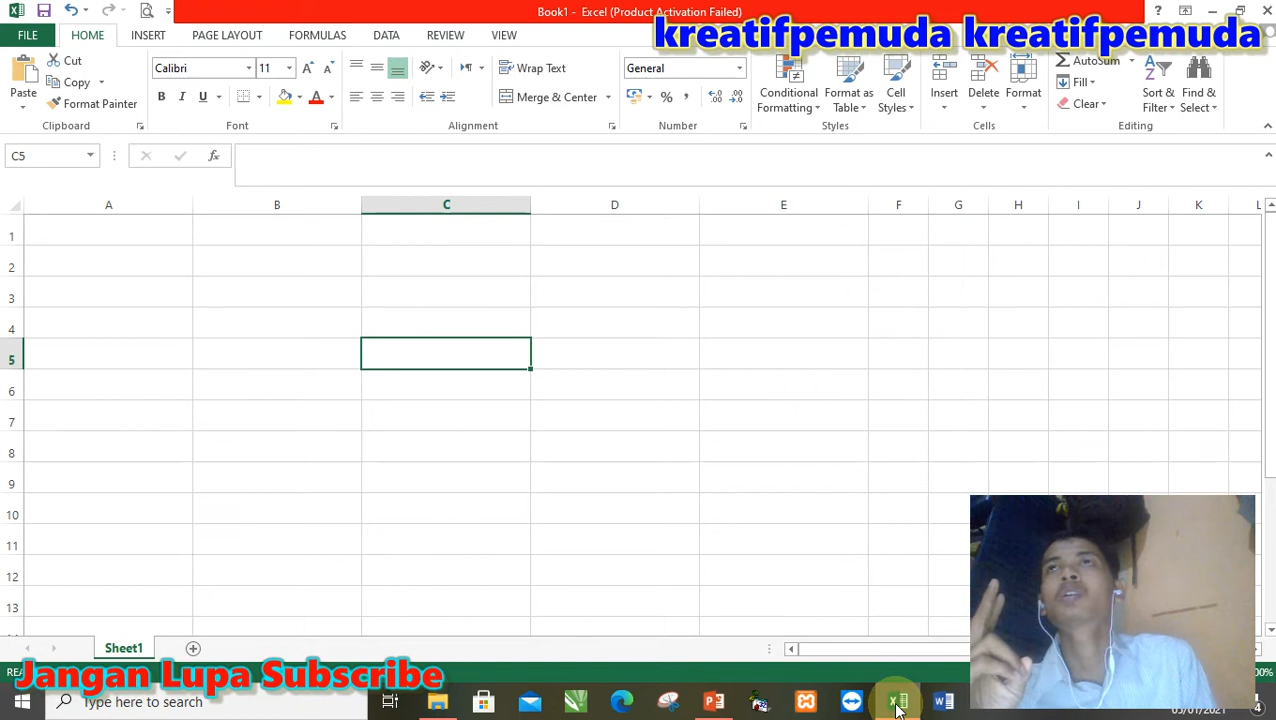 Book1 - Excel (Product Activation Failed)
kreatifpemuda kreatifpemuda
FILE HOME INSERT PAGE LAYOUT FORMULAS DATA REVIEW VIEW
Cut
Copy
Format Painter
Paste
Clipboard
Calibri 11
B I U
Font
Wrap Text
Merge & Center
Alignment
General
Number
Conditional Formatting
Format as Table
Cell Styles
Styles
Insert Delete Format
Cells
AutoSum
Fill
Clear
Sort & Filter
Find & Select
Editing
C5
A B C D E F G H I J K L
1
2
3
4
5
6
7
8
9
10
11
12
13
Sheet1
Jangan Lupa Subscribe
Type here to search